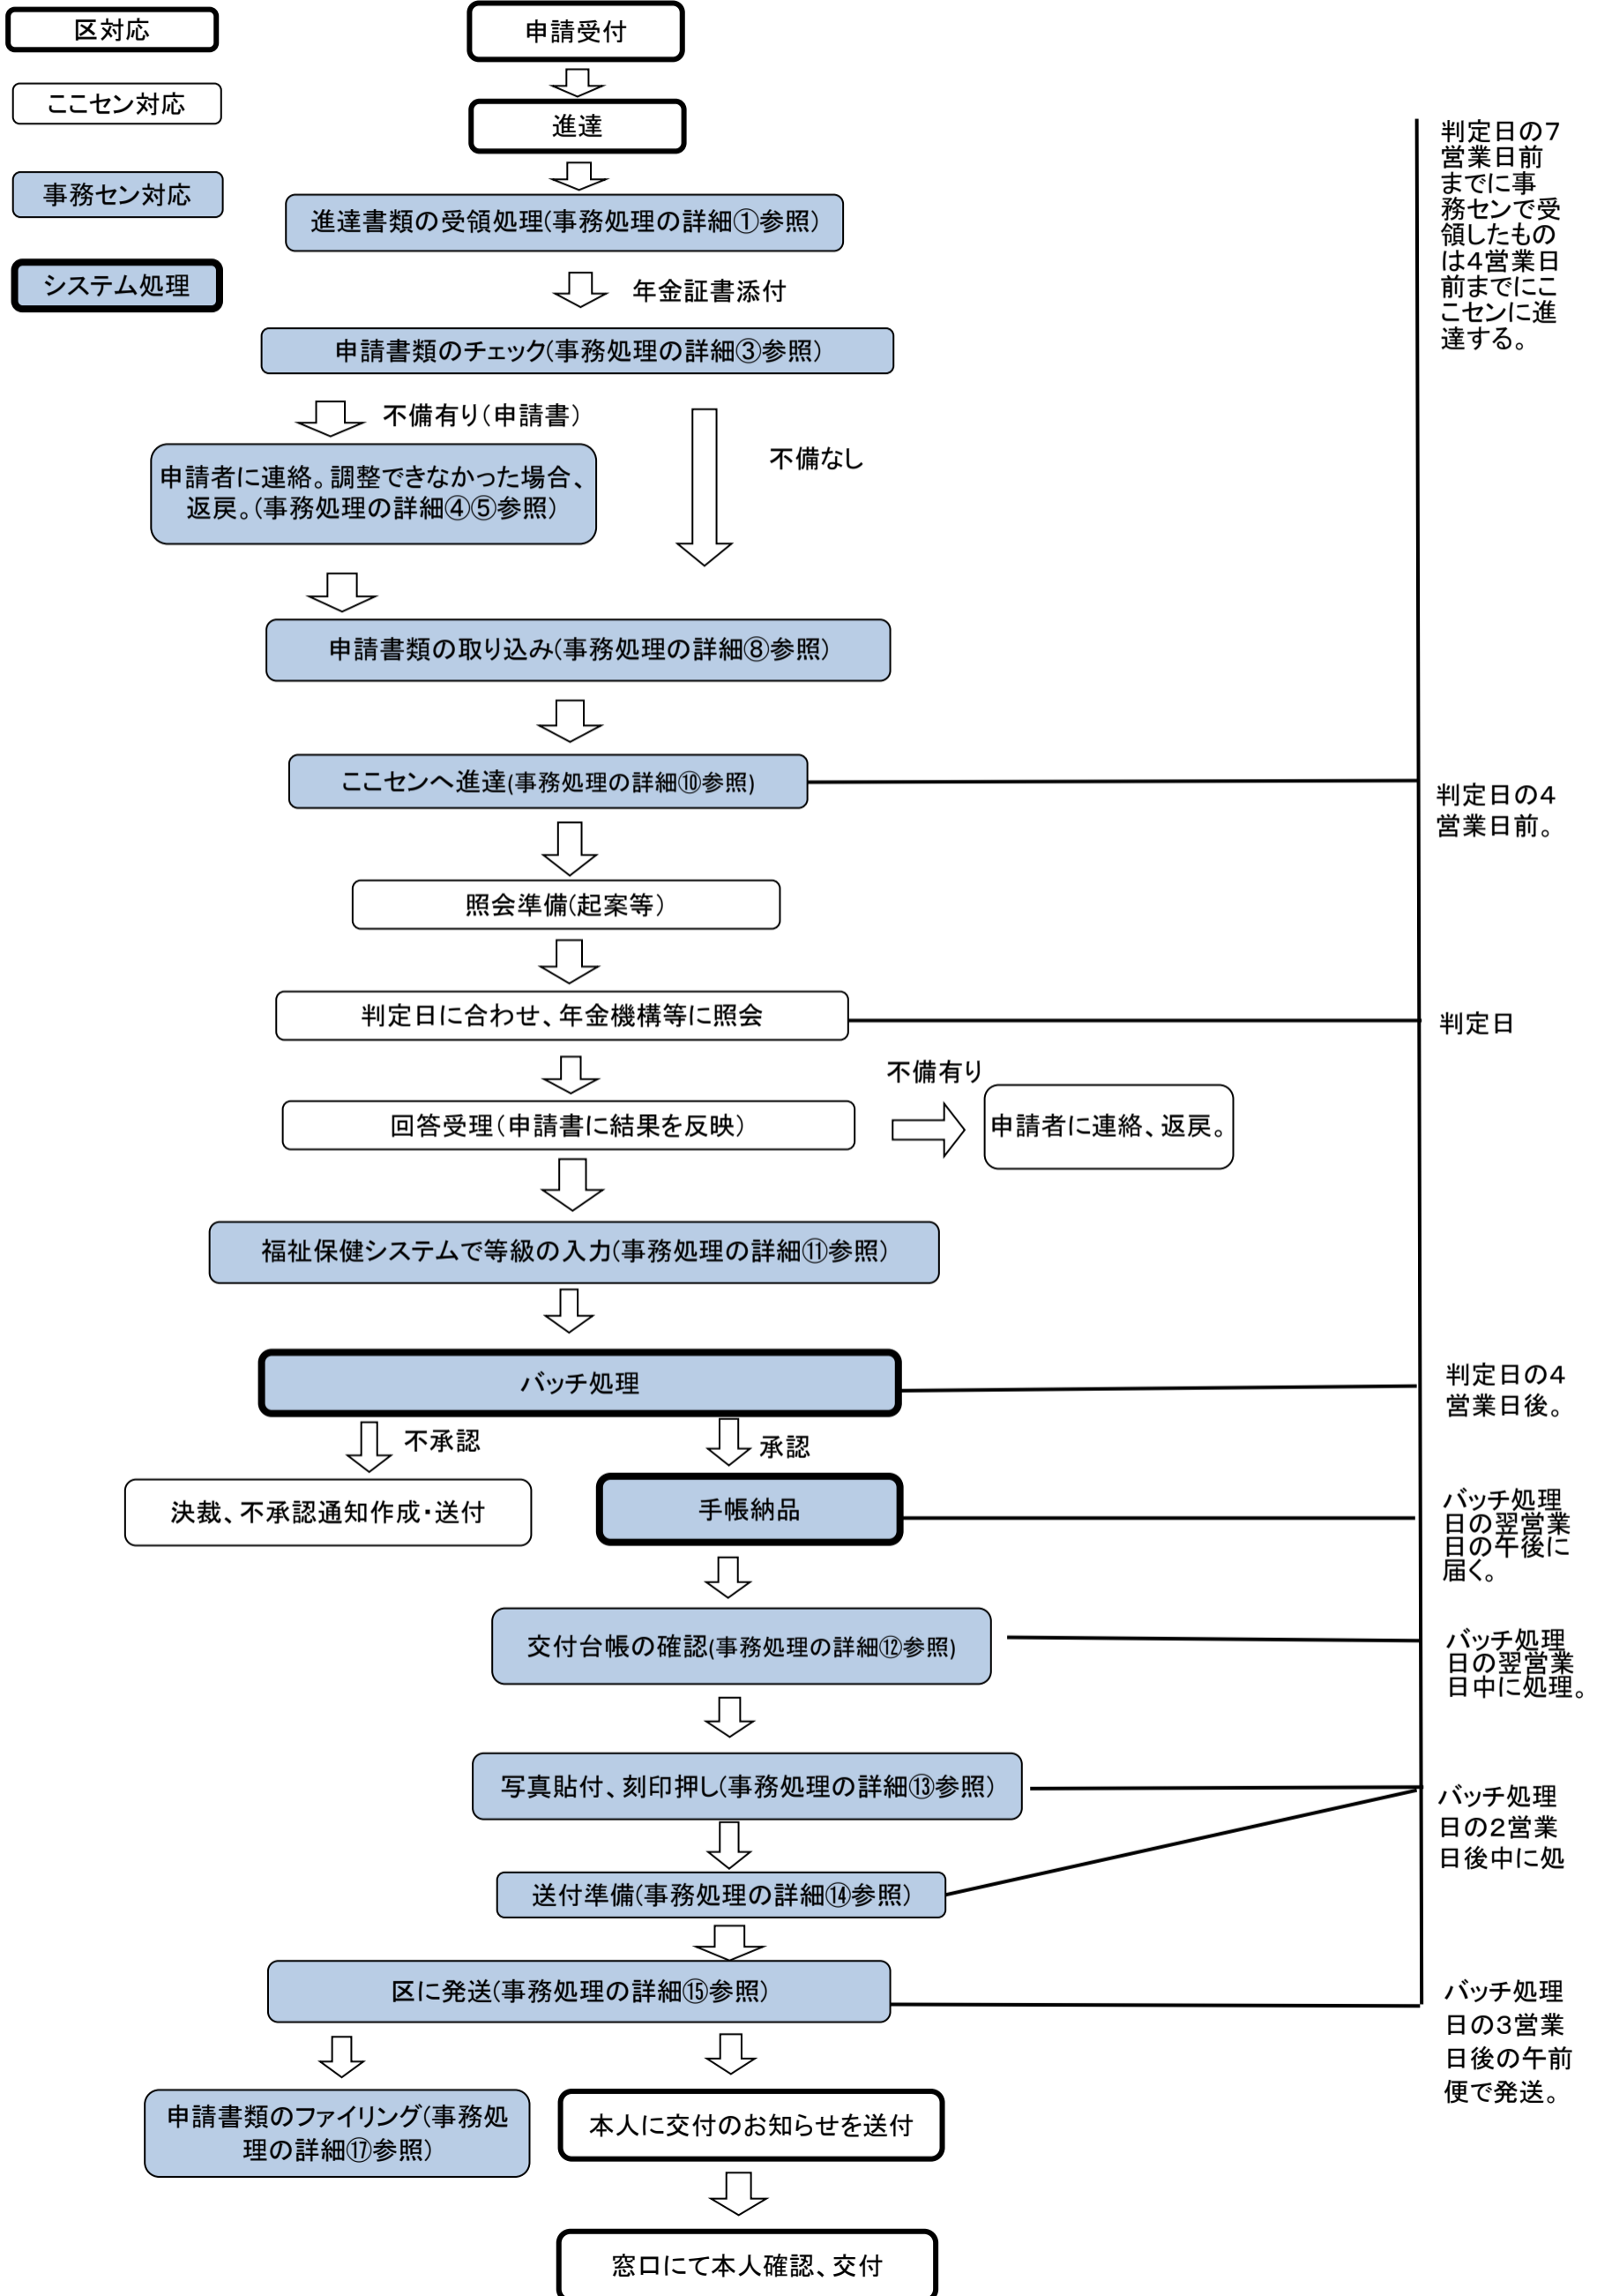 区対応
ここセン対応
事務セン対応
システム処理
申請受付
進達
進達書類の受領処理(事務処理の詳細①参照)
年金証書添付
申請書類のチェック(事務処理の詳細③参照)
不備有り(申請書)
不備なし
申請者に連絡。調整できなかった場合、
返戻。(事務処理の詳細④⑤参照)
申請書類の取り込み(事務処理の詳細⑧参照)
ここセンへ進達(事務処理の詳細⑩参照)
照会準備(起案等)
判定日に合わせ、年金機構等に照会
回答受理(申請書に結果を反映)
不備有り
申請者に連絡、返戻。
福祉保健システムで等級の入力(事務処理の詳細⑪参照)
バッチ処理
不承認
承認
決裁、不承認通知作成・送付
手帳納品
交付台帳の確認(事務処理の詳細⑫参照)
写真貼付、刻印押し(事務処理の詳細⑬参照)
送付準備(事務処理の詳細⑭参照)
区に発送(事務処理の詳細⑮参照)
申請書類のファイリング(事務処
理の詳細⑰参照)
本人に交付のお知らせを送付
窓口にて本人確認、交付
判定日の7
営業日前
までに事
務センで受
領したもの
は4営業日
前までにこ
こセンに進
達する。
判定日の4
営業日前。
判定日
判定日の4
営業日後。
バッチ処理
日の翌営業
日の午後に
届く。
バッチ処理
日の翌営業
日中に処理。
バッチ処理
日の2営業
日後中に処
バッチ処理
日の3営業
日後の午前
便で発送。